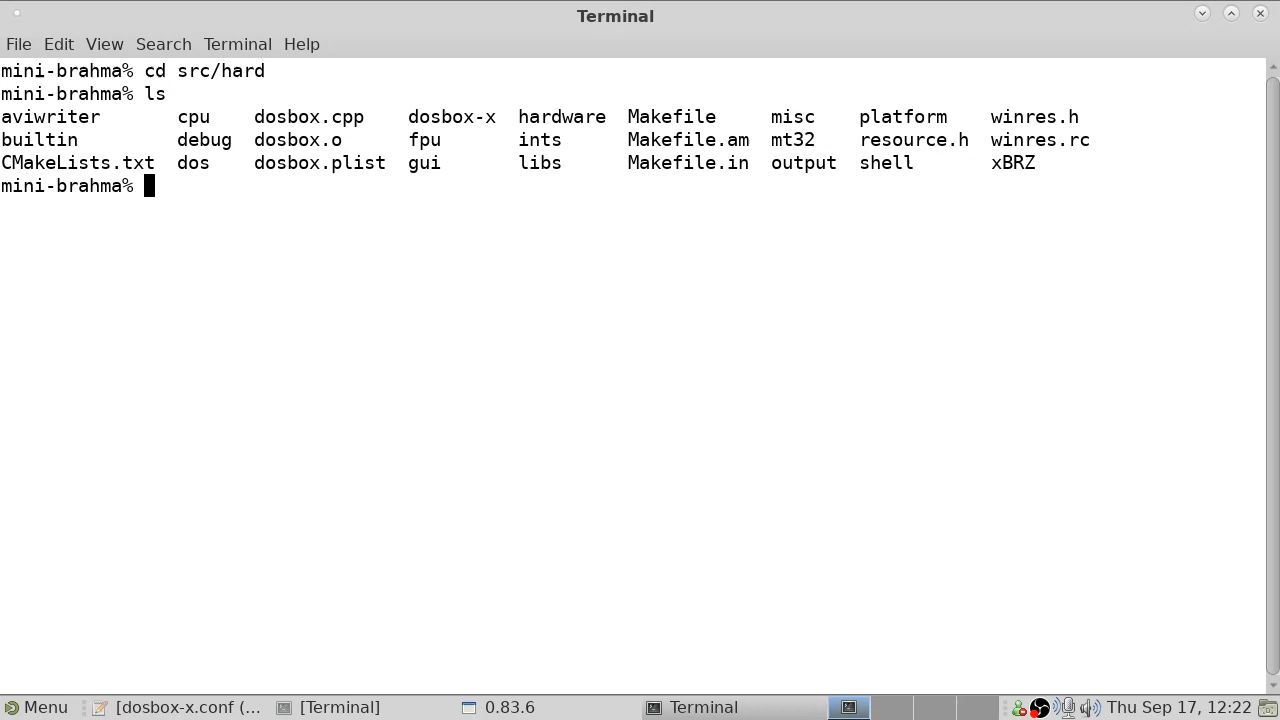 Terminal
File Edit View Search Terminal Help
mini-brahma% cd src/hard
mini-brahma% ls
aviwriter cpu dosbox.cpp dosbox-x hardware Makefile misc platform winres.h
builtin debug dosbox.o fpu ints Makefile.am mt32 resource.h winres.rc
CMakeLists.txt dos dosbox.plist gui libs Makefile.in output shell xBRZ
mini-brahma%
Menu [dosbox-x.conf (... [Terminal] 0.83.6 Terminal Thu Sep 17, 12:22